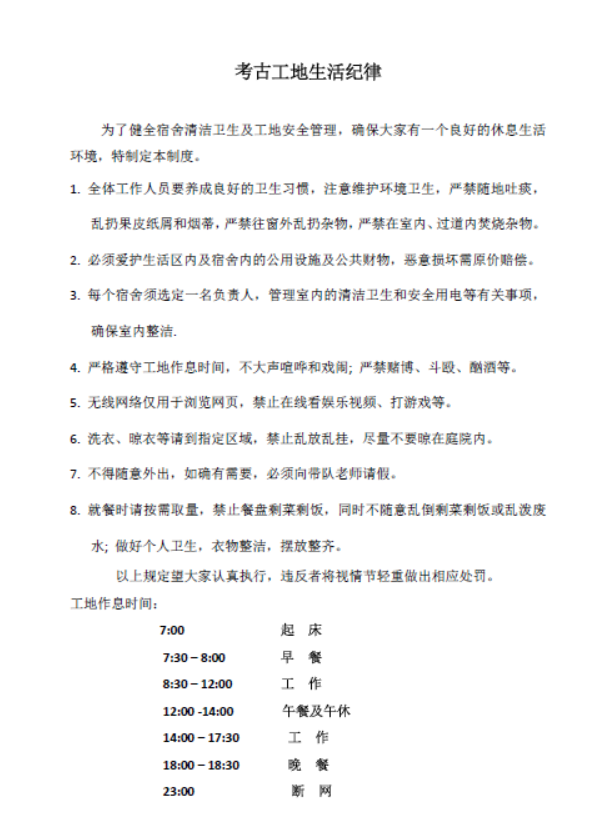 考古工地生活纪律
为了健全宿舍清洁卫生及工地安全管理，确保大家有一个良好的休息生活
环境，特制定本制度。
1. 全体工作人员要养成良好的卫生习惯，注意维护环境卫生，严禁随地吐痰，
乱扔果皮纸屑和烟蒂，严禁往窗外乱扔杂物，严禁在室内、过道内焚烧杂物。
2. 必须爱护生活区内及宿舍内的公用设施及公共财物，恶意损坏需原价赔偿。
3. 每个宿舍须选定一名负责人，管理室内的清洁卫生和安全用电等有关事项，
确保室内整洁.
4. 严格遵守工地作息时间，不大声喧哗和戏闹; 严禁赌博、斗殴、酗酒等。
5. 无线网络仅用于浏览网页，禁止在线看娱乐视频、打游戏等。
6. 洗衣、晾衣等请到指定区域，禁止乱放乱挂，尽量不要晾在庭院内。
7. 不得随意外出，如确有需要，必须向带队老师请假。
8. 就餐时请按需取量，禁止餐盘剩菜剩饭，同时不随意乱倒剩菜剩饭或乱泼废
水; 做好个人卫生，衣物整洁，摆放整齐。
以上规定望大家认真执行，违反者将视情节轻重做出相应处罚。
工地作息时间：
7:00 起 床
7:30 – 8:00 早 餐
8:30 – 12:00 工 作
12:00 -14:00 午餐及午休
14:00 – 17:30 工 作
18:00 – 18:30 晚 餐
23:00 断 网